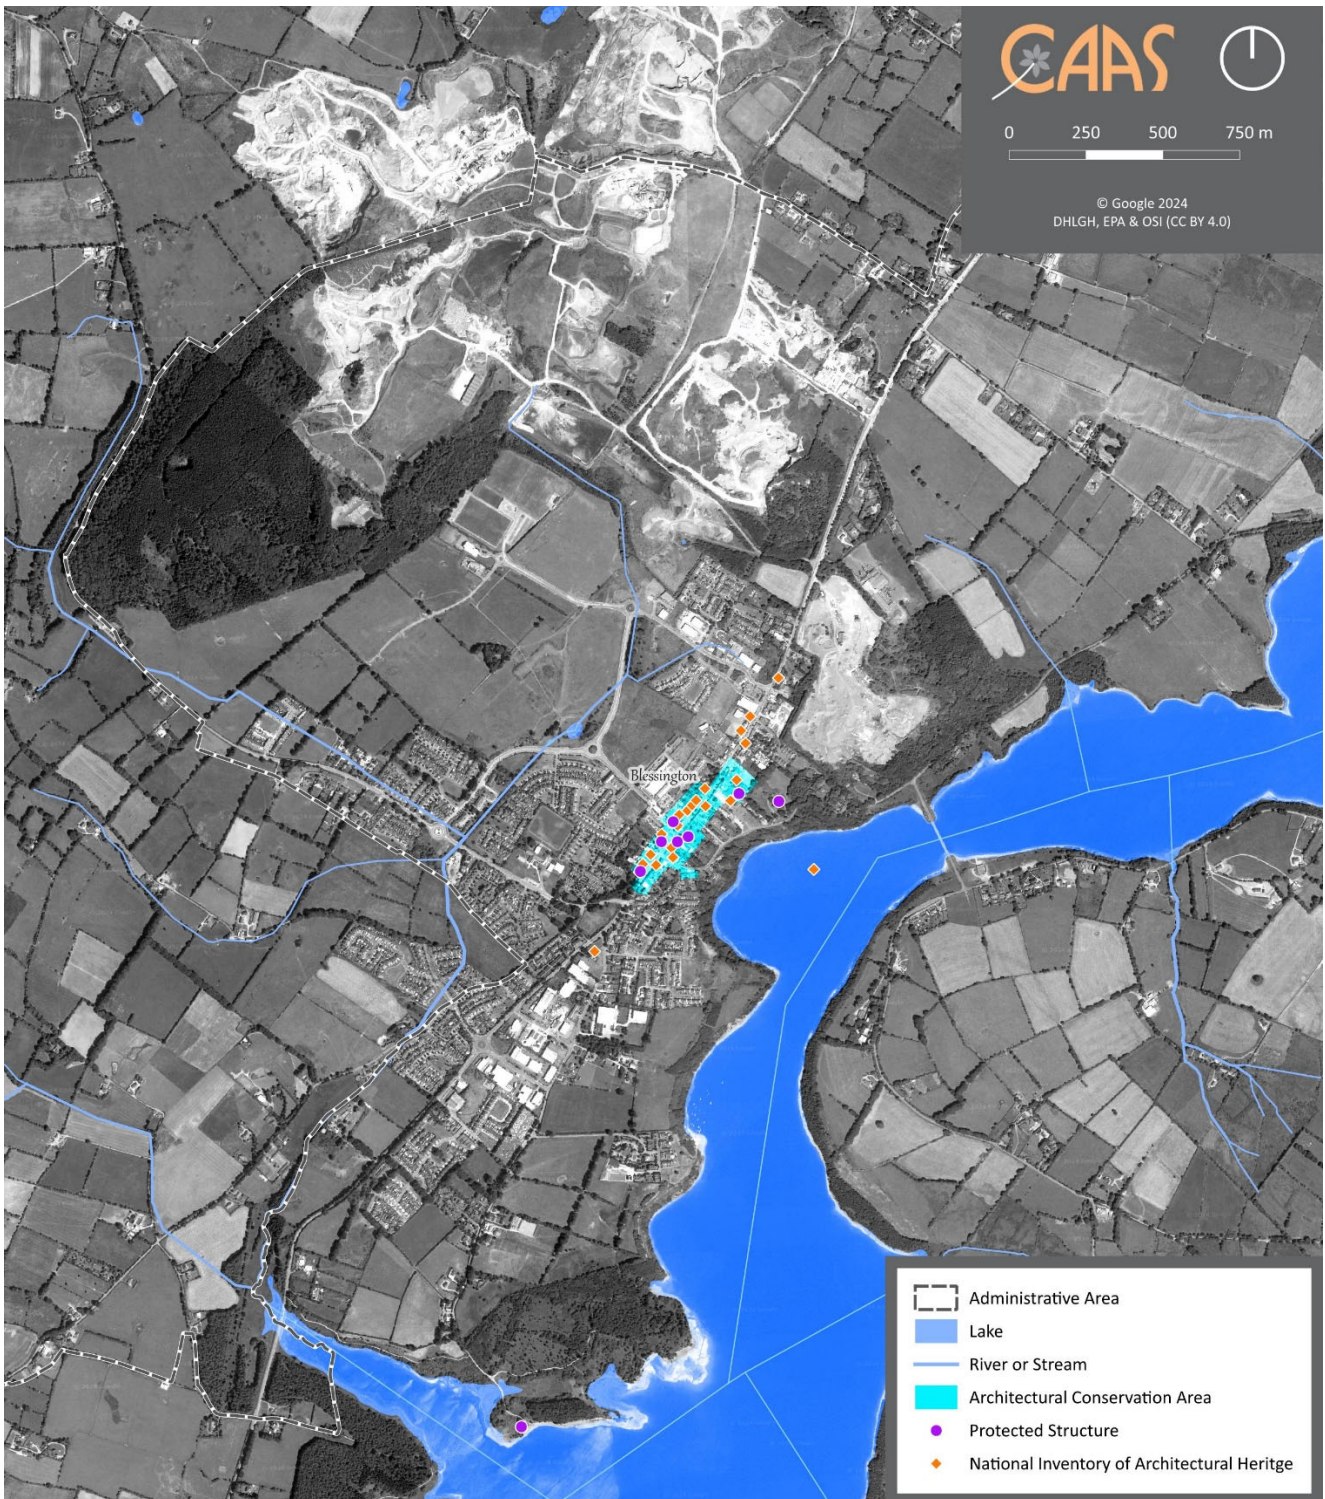 CAAS
0 250 500 750 m
© Google 2024
DHLGH, EPA & OSI (CC BY 4.0)
Blessington
Administrative Area
Lake
River or Stream
Architectural Conservation Area
Protected Structure
National Inventory of Architectural Heritge